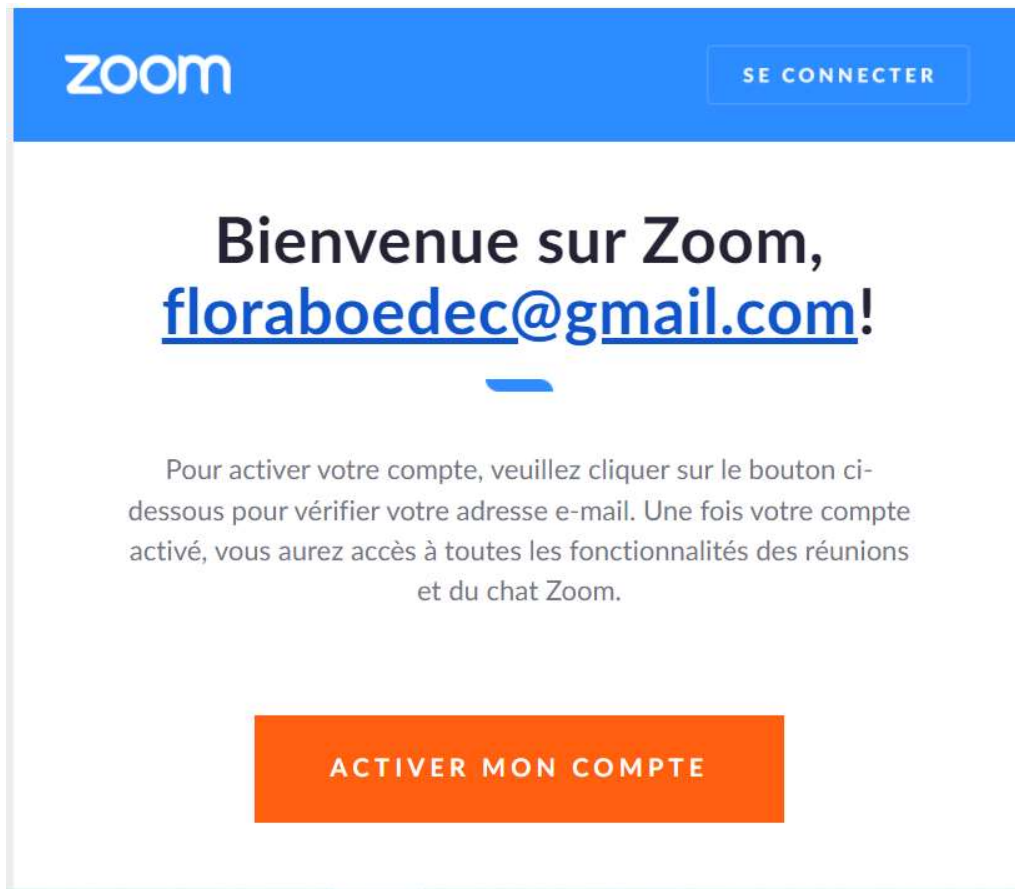 zoom
SE CONNECTER
Bienvenue sur Zoom,
floraboedec@gmail.com!
Pour activer votre compte, veuillez cliquer sur le bouton ci-
dessous pour vérifier votre adresse e-mail. Une fois votre compte
activé, vous aurez accès à toutes les fonctionnalités des réunions
et du chat Zoom.
ACTIVER MON COMPTE